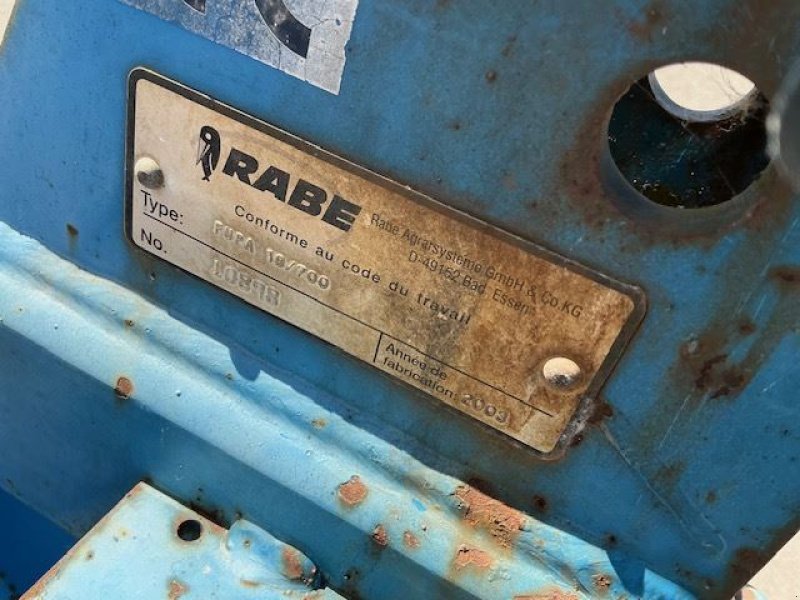 RABE
Rabe Agrarsysteme GmbH & Co KG
D-49152 Bad. Essen
Conforme au code du travail
Type:
No.
Année de
fabrication: 2003